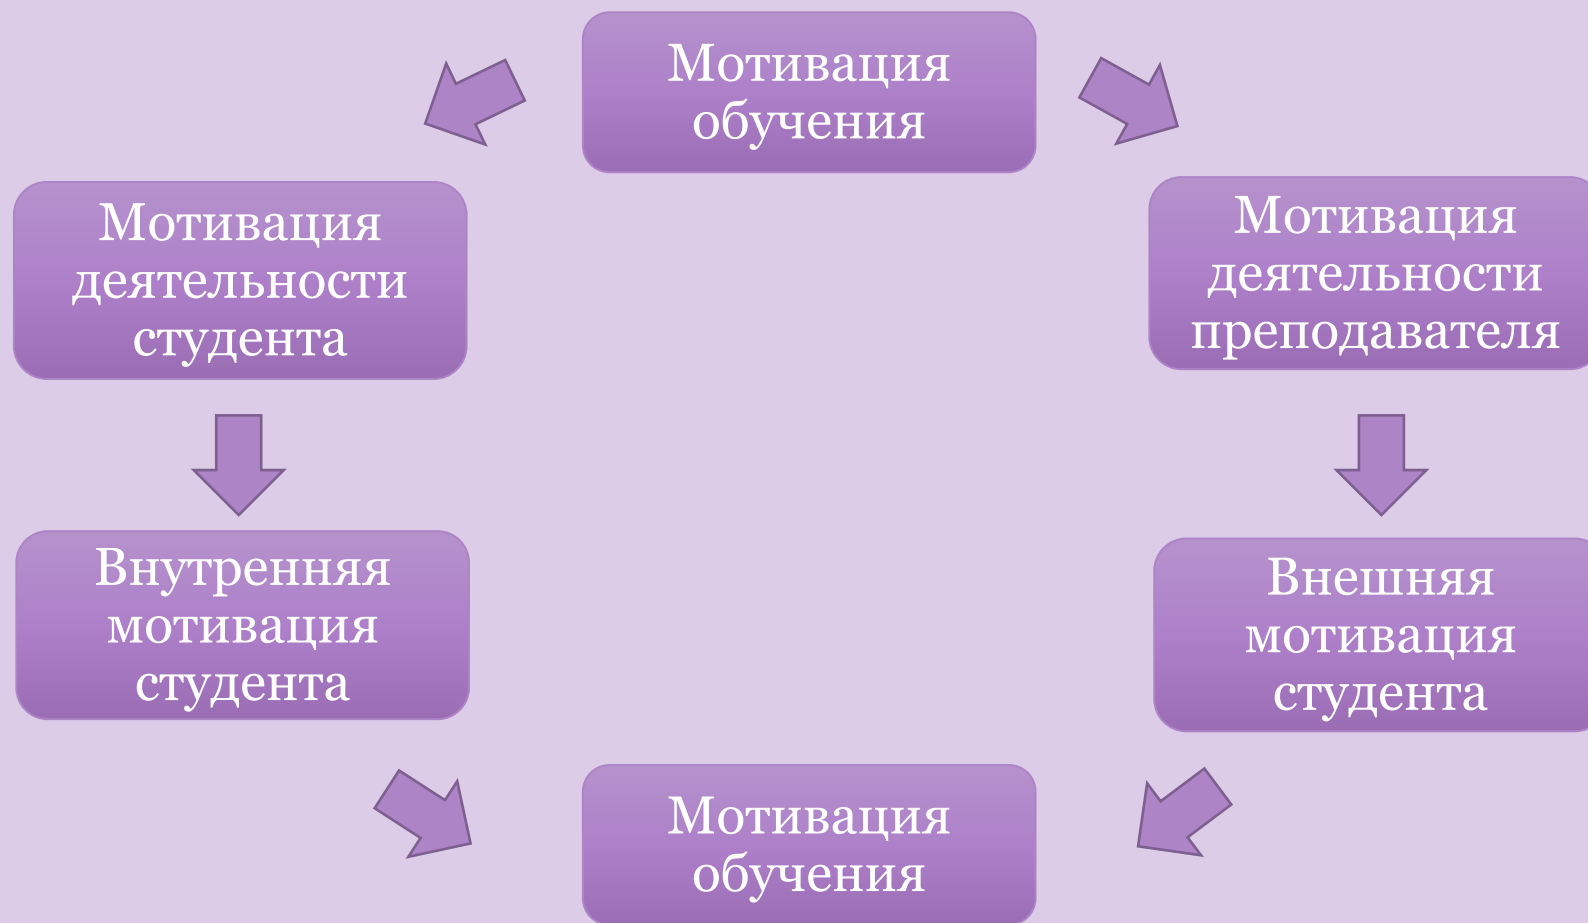 Мотивация
обучения
Мотивация
деятельности
студента
Мотивация
деятельности
преподавателя
Внутренняя
мотивация
студента
Внешняя
мотивация
студента
Мотивация
обучения